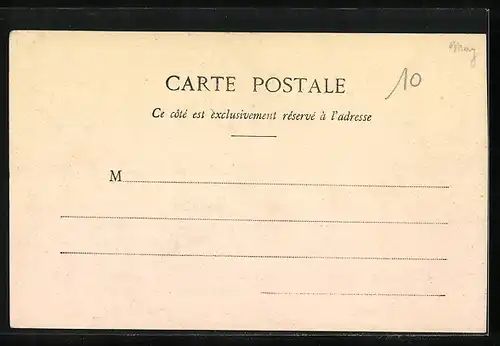 10
CARTE POSTALE
Ce côté est exclusivement réservé à l'adresse
M